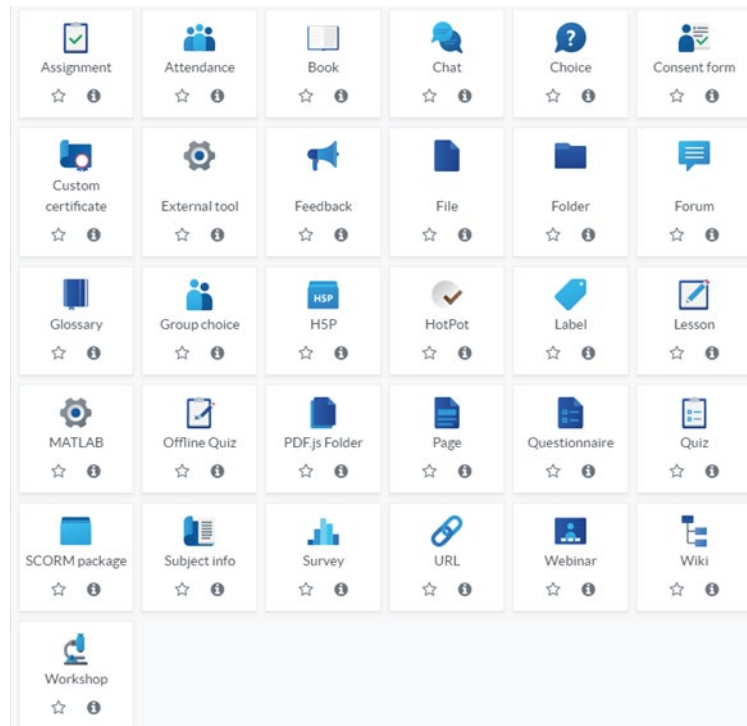 Assignment Attendance Book Chat Choice Consent form
Custom
certificate External tool Feedback File Folder Forum
H5P
Glossary Group choice H5P HotPot Label Lesson
MATLAB Offline Quiz PDF.js Folder Page Questionnaire Quiz
SCORM package Subject info Survey URL Webinar Wiki
Workshop